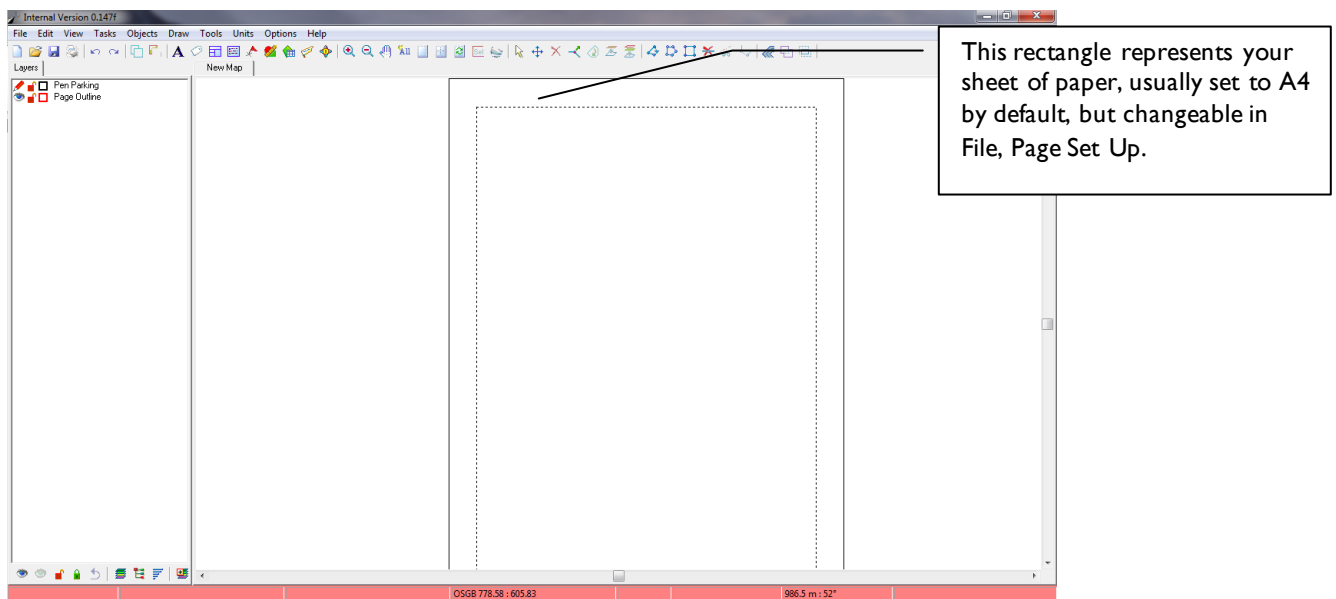 Internal Version 0.147f
File Edit View Tasks Objects Draw Tools Units Options Help
Layers
New Map
Pen Parking
Page Outline
This rectangle represents your
sheet of paper, usually set to A4
by default, but changeable in
File, Page Set Up.
OSGB 778.58 : 605.83
986.5 m : 52°